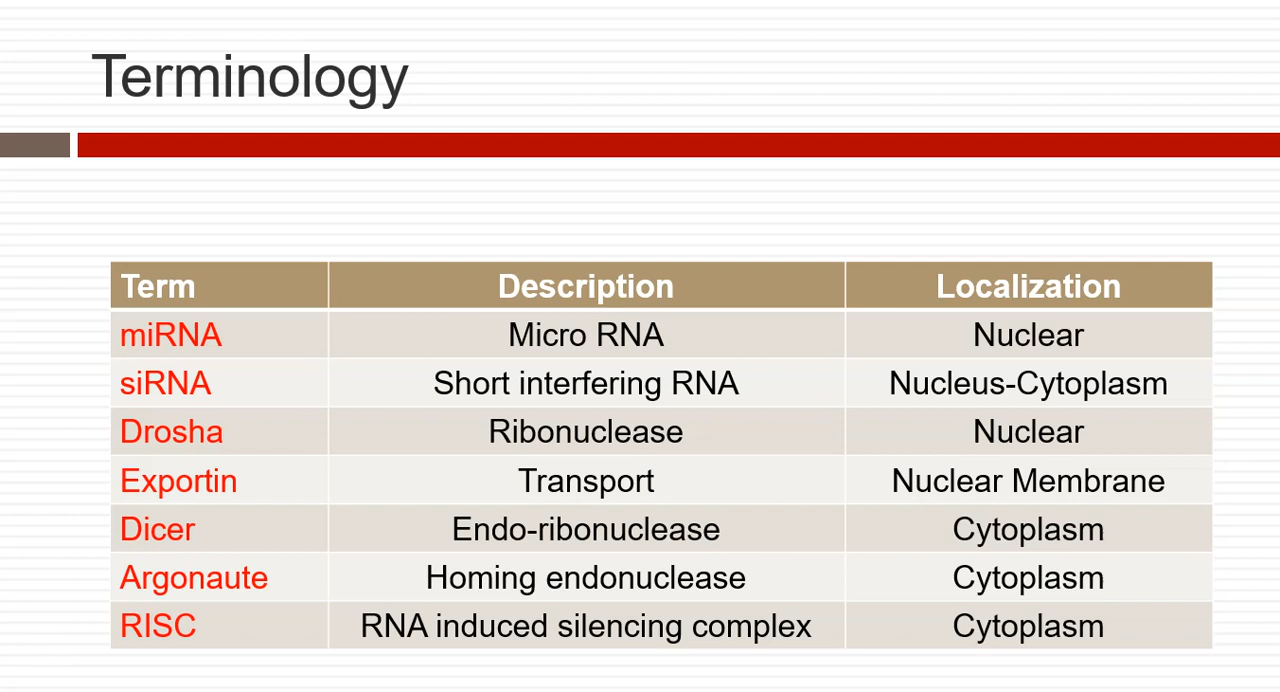 Terminology
Term Description Localization
miRNA Micro RNA Nuclear
siRNA Short interfering RNA Nucleus-Cytoplasm
Drosha Ribonuclease Nuclear
Exportin Transport Nuclear Membrane
Dicer Endo-ribonuclease Cytoplasm
Argonaute Homing endonuclease Cytoplasm
RISC RNA induced silencing complex Cytoplasm